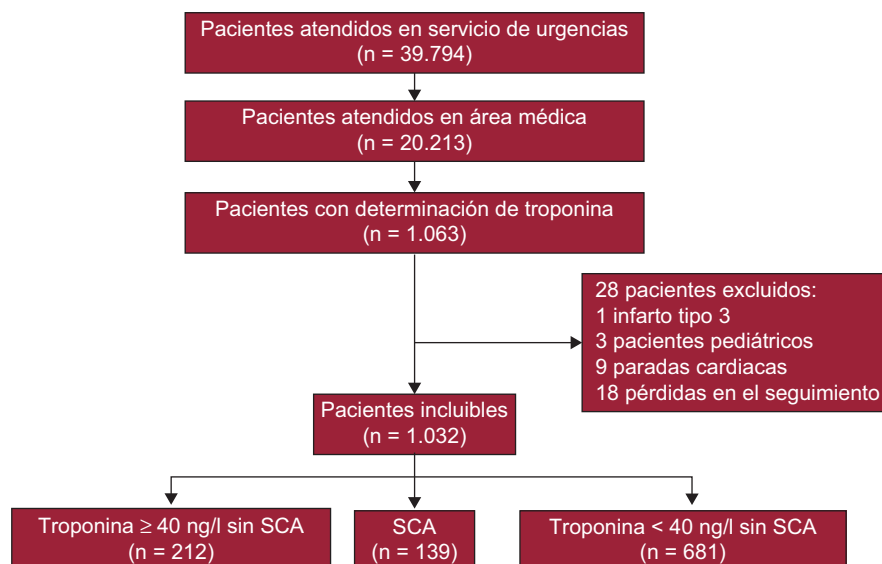 Pacientes atendidos en servicio de urgencias
(n = 39.794)
Pacientes atendidos en área médica
(n = 20.213)
Pacientes con determinación de troponina
(n = 1.063)
28 pacientes excluidos:
1 infarto tipo 3
3 pacientes pediátricos
9 paradas cardiacas
18 pérdidas en el seguimiento
Pacientes incluibles
(n = 1.032)
Troponina ≥ 40 ng/l sin SCA
(n = 212)
SCA
(n = 139)
Troponina < 40 ng/l sin SCA
(n = 681)